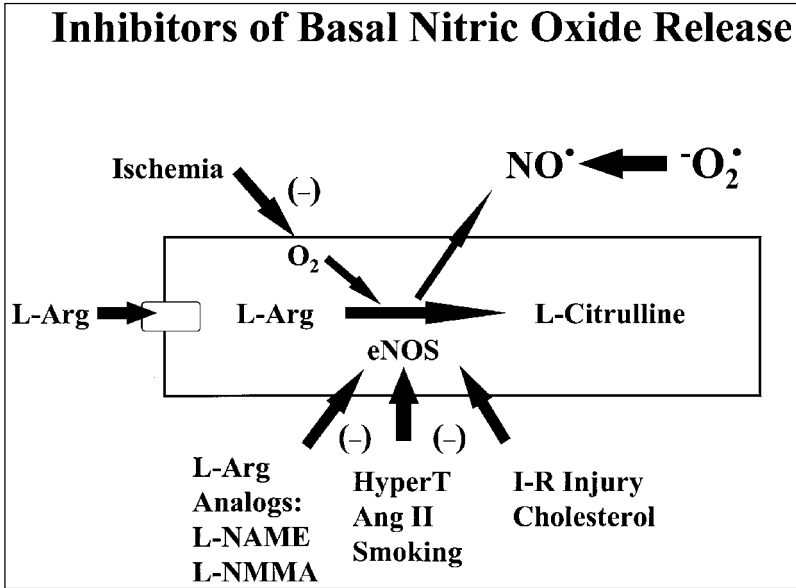 Inhibitors of Basal Nitric Oxide Release
Ischemia
(–)
NO•
⁻O₂•
O₂
L-Arg
L-Arg
L-Citrulline
eNOS
(–)
(–)
L-Arg
Analogs:
L-NAME
L-NMMA
HyperT
Ang II
Smoking
I-R Injury
Cholesterol